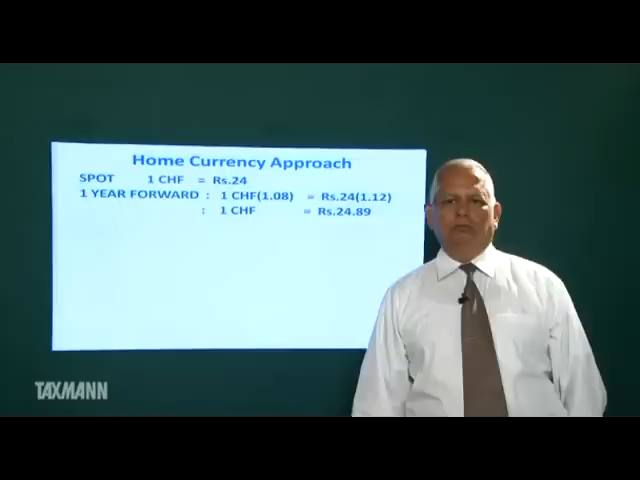 Home Currency Approach
SPOT 1 CHF = Rs.24
1 YEAR FORWARD : 1 CHF(1.08) = Rs.24(1.12)
: 1 CHF = Rs.24.89
TAXMANN